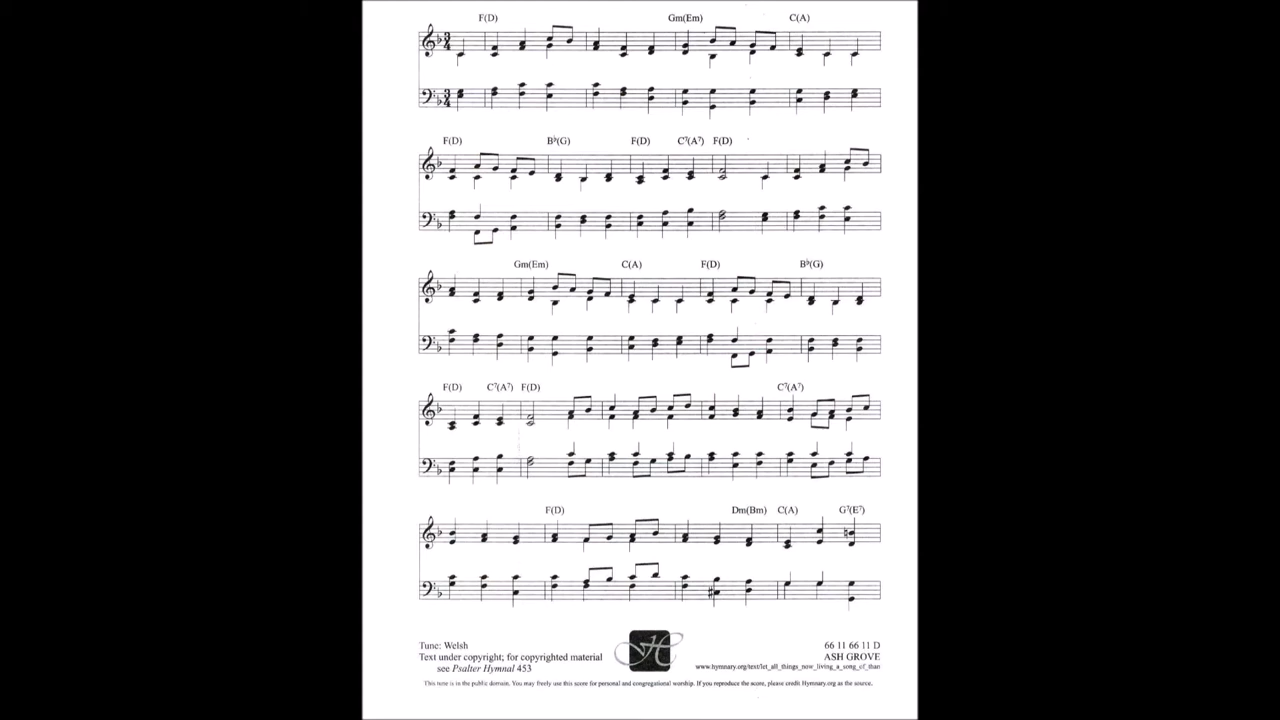 F(D) Gm(Em) C(A)
F(D) B♭(G) F(D) C⁷(A⁷) F(D)
Gm(Em) C(A) F(D) B♭(G)
F(D) C⁷(A⁷) F(D) C⁷(A⁷)
F(D) Dm(Bm) C(A) G⁷(E⁷)
H
Tune: Welsh
Text under copyright; for copyrighted material
see Psalter Hymnal 453
66 11 66 11 D
ASH GROVE
www.hymnary.org/text/let_all_things_now_living_a_song_of_than
This tune is in the public domain. You may freely use this score for personal and congregational worship. If you reproduce the score, please credit Hymnary.org as the source.